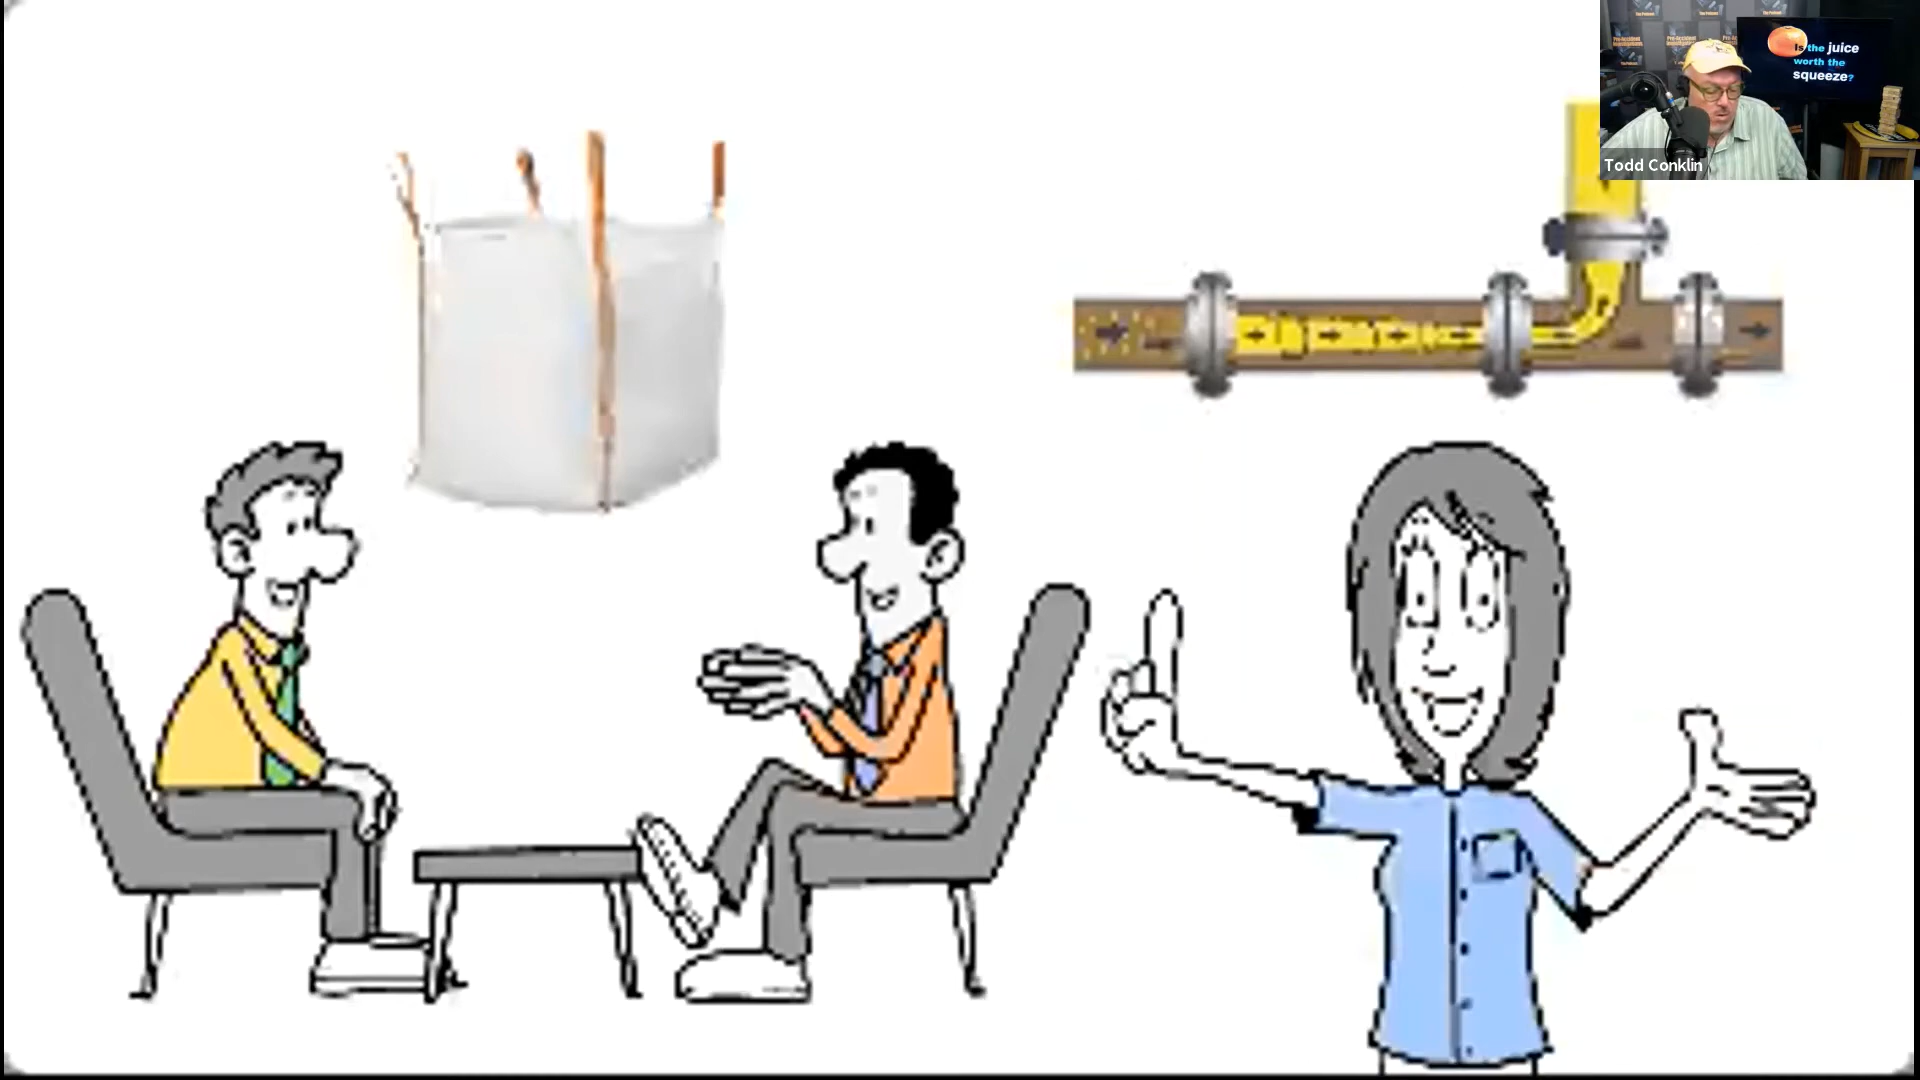 Is the juice
worth the
squeeze?
Todd Conklin